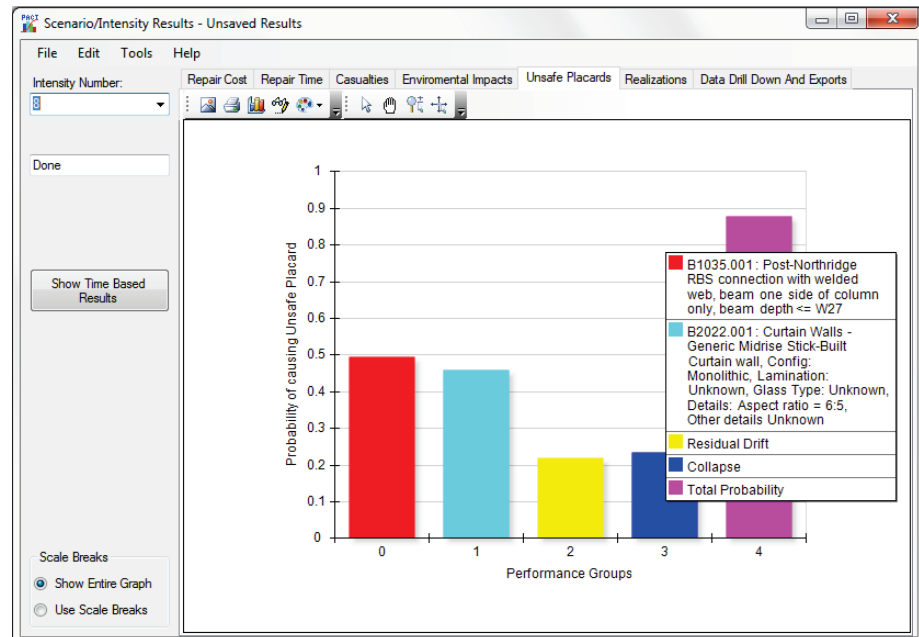 PACT
Scenario/Intensity Results - Unsaved Results
File Edit Tools Help
Intensity Number:
8
Done
Show Time Based
Results
Scale Breaks
Show Entire Graph
Use Scale Breaks
Repair Cost Repair Time Casualties Enviromental Impacts Unsafe Placards Realizations Data Drill Down And Exports
Probability of causing Unsafe Placard
1
0.9
0.8
0.7
0.6
0.5
0.4
0.3
0.2
0.1
0
0 1 2 3 4
Performance Groups
B1035.001: Post-Northridge
RBS connection with welded
web, beam one side of column
only, beam depth <= W27
B2022.001: Curtain Walls -
Generic Midrise Stick-Built
Curtain wall, Config:
Monolithic, Lamination:
Unknown, Glass Type: Unknown,
Details: Aspect ratio = 6:5,
Other details Unknown
Residual Drift
Collapse
Total Probability